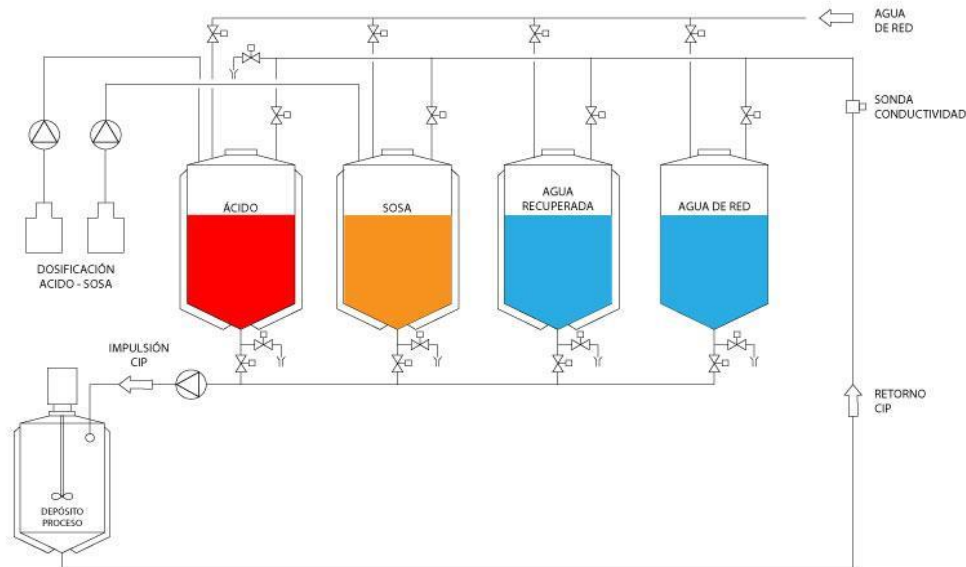 AGUA
DE RED
SONDA
CONDUCTIVIDAD
ÁCIDO
SOSA
AGUA
RECUPERADA
AGUA DE RED
DOSIFICACIÓN
ACIDO - SOSA
IMPULSIÓN
CIP
RETORNO
CIP
DEPÓSITO
PROCESO